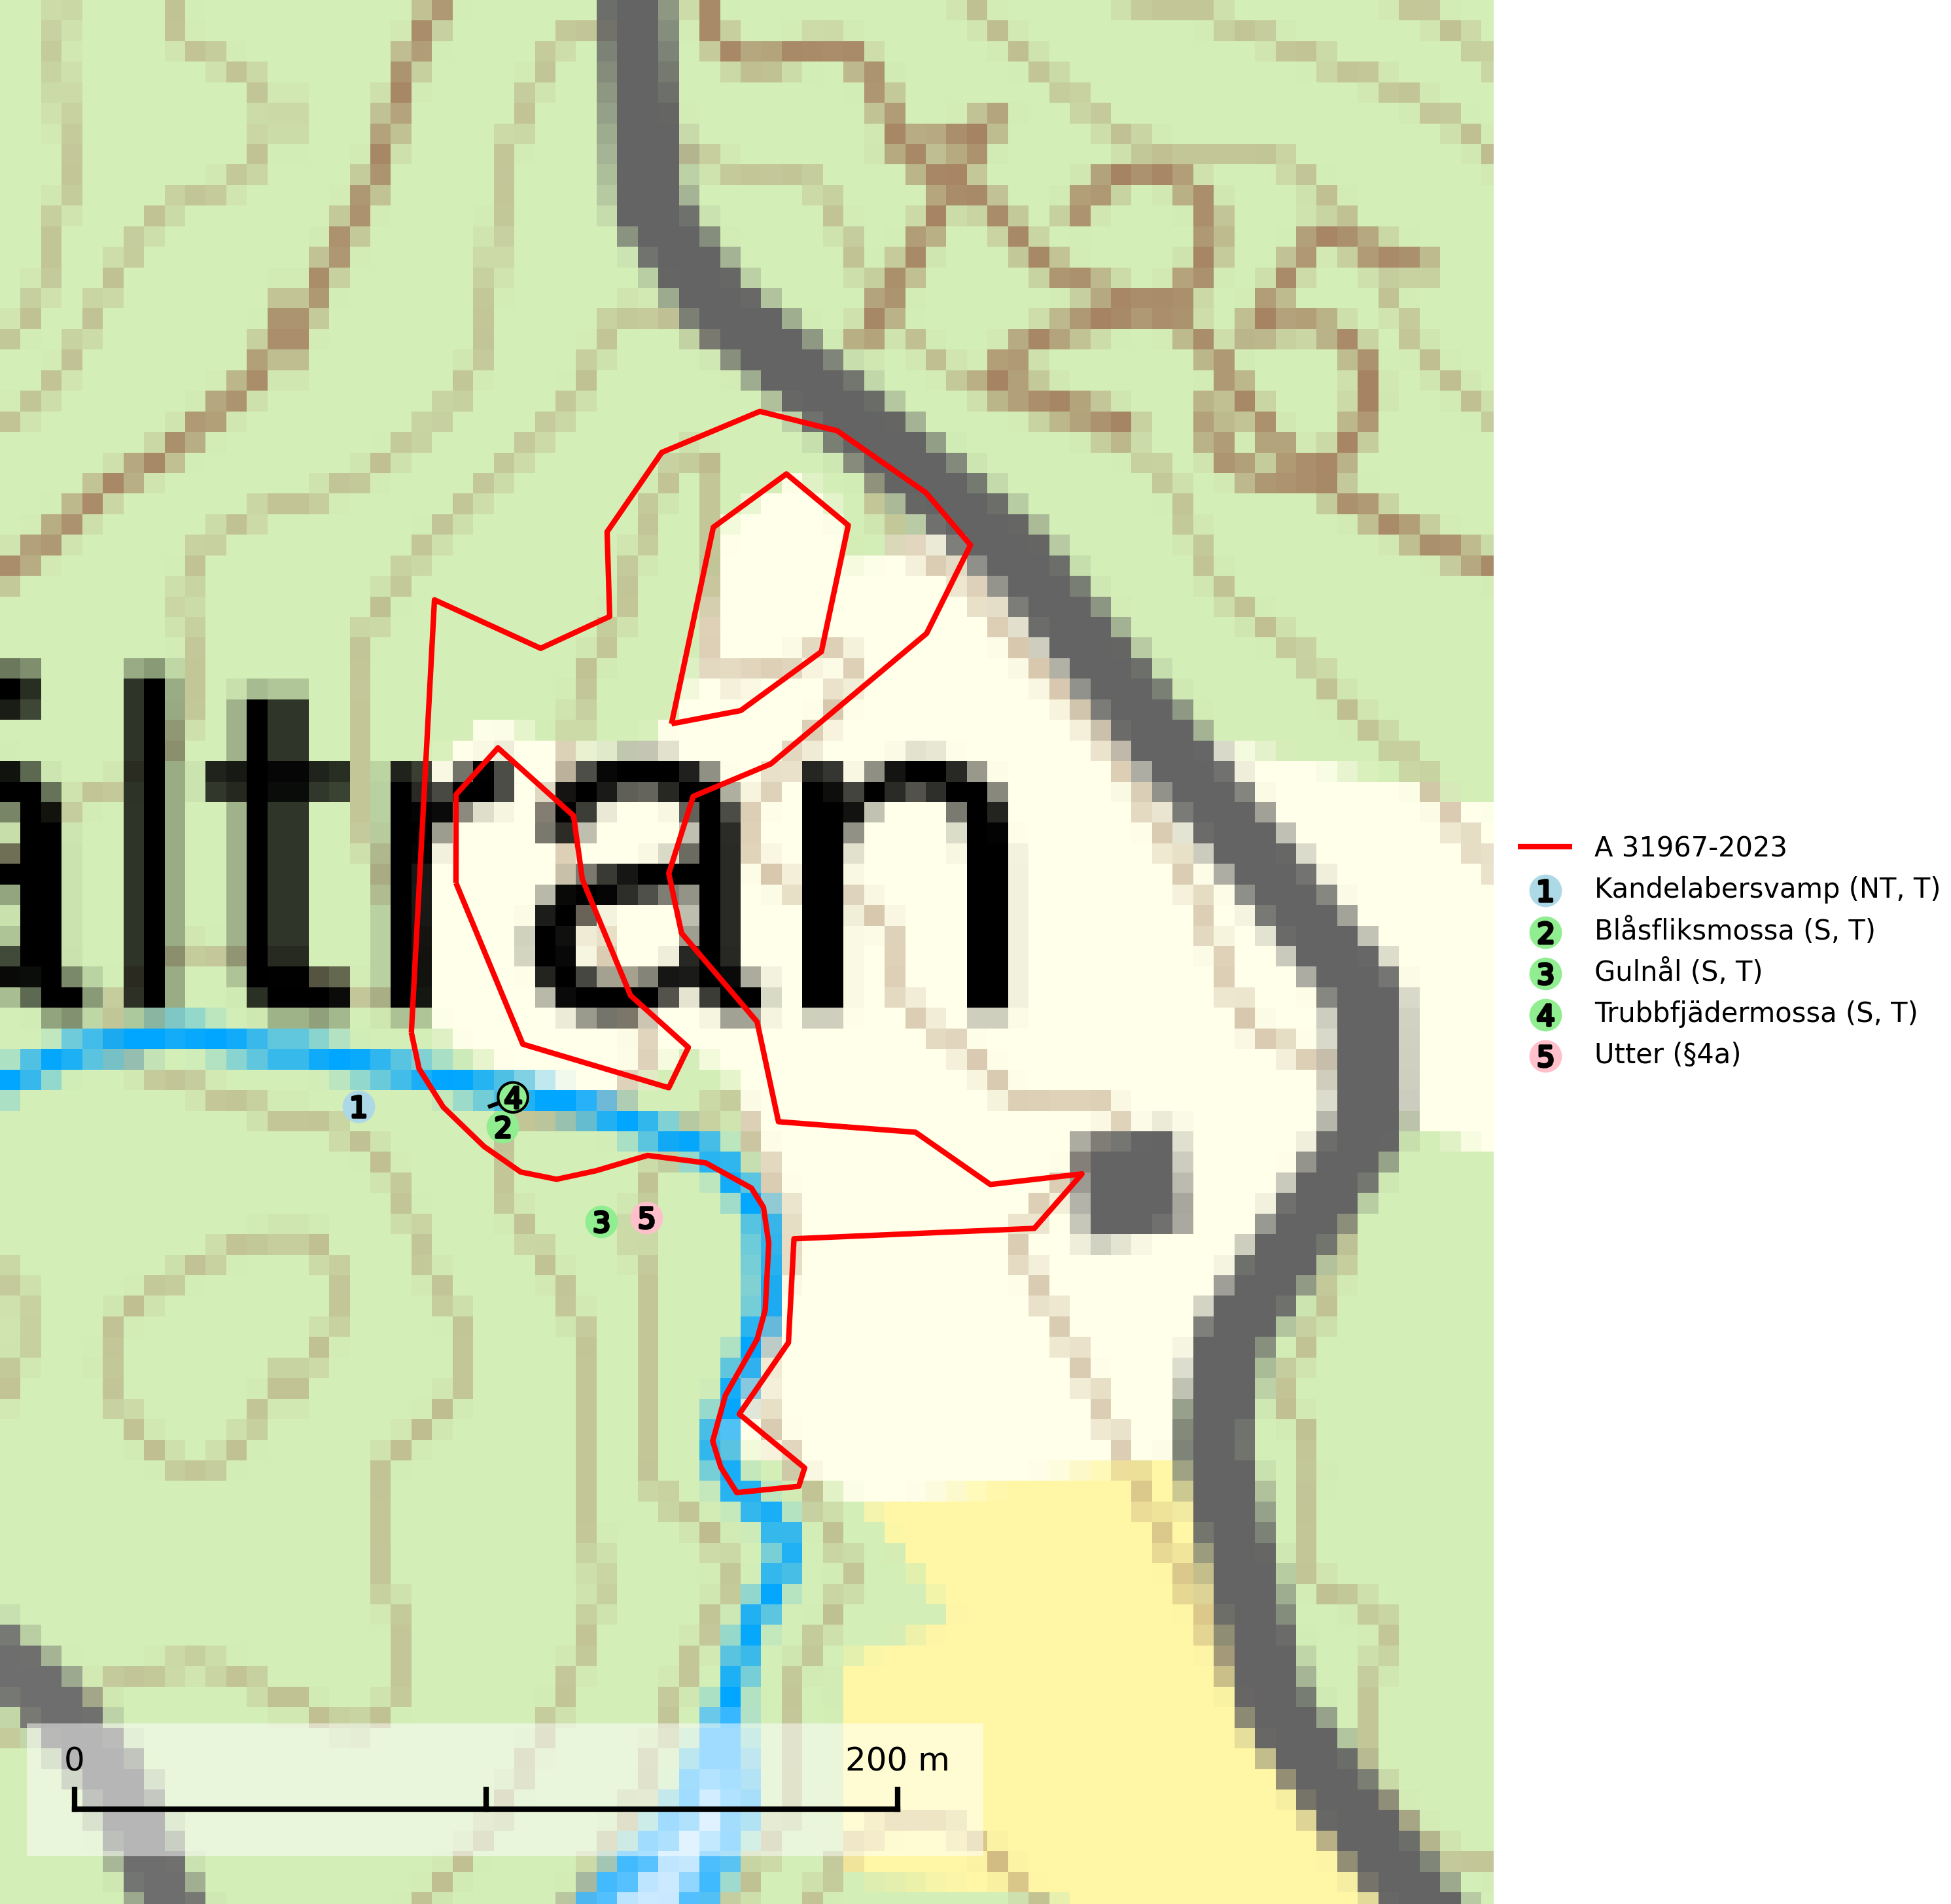 ltran
A 31967-2023
1 Kandelabersvamp (NT, T)
2 Blåsfliksmossa (S, T)
3 Gulnål (S, T)
4 Trubbfjädermossa (S, T)
5 Utter (§4a)
1
4
2
3
5
0 200 m